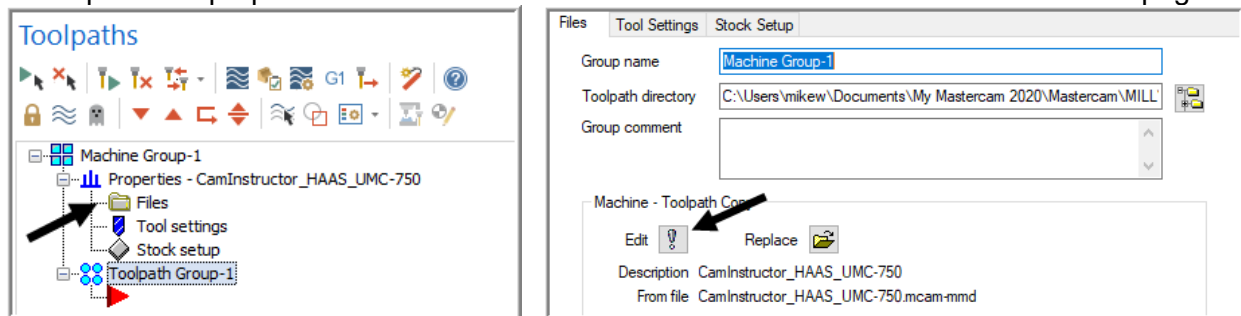 Toolpaths
G1
Machine Group-1
Properties - CamInstructor_HAAS_UMC-750
Files
Tool settings
Stock setup
Toolpath Group-1
Files Tool Settings Stock Setup
Group name Machine Group-1
Toolpath directory C:\Users\mikew\Documents\My Mastercam 2020\Mastercam\MILL
Group comment
Machine - Toolpath Copy
Edit Replace
Description CamInstructor_HAAS_UMC-750
From file CamInstructor_HAAS_UMC-750.mcam-mmd